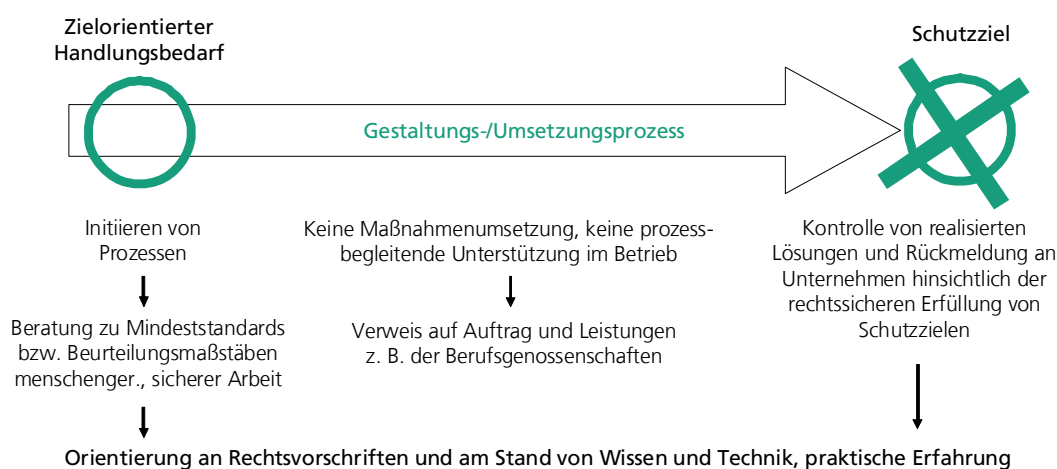 Zielorientierter
Handlungsbedarf
Schutzziel
Gestaltungs-/Umsetzungsprozess
Initiieren von
Prozessen
Keine Maßnahmenumsetzung, keine prozess-
begleitende Unterstützung im Betrieb
Kontrolle von realisierten
Lösungen und Rückmeldung an
Unternehmen hinsichtlich der
rechtssicheren Erfüllung von
Schutzzielen
Beratung zu Mindeststandards
bzw. Beurteilungsmaßstäben
menschenger., sicherer Arbeit
Verweis auf Auftrag und Leistungen
z. B. der Berufsgenossenschaften
Orientierung an Rechtsvorschriften und am Stand von Wissen und Technik, praktische Erfahrung